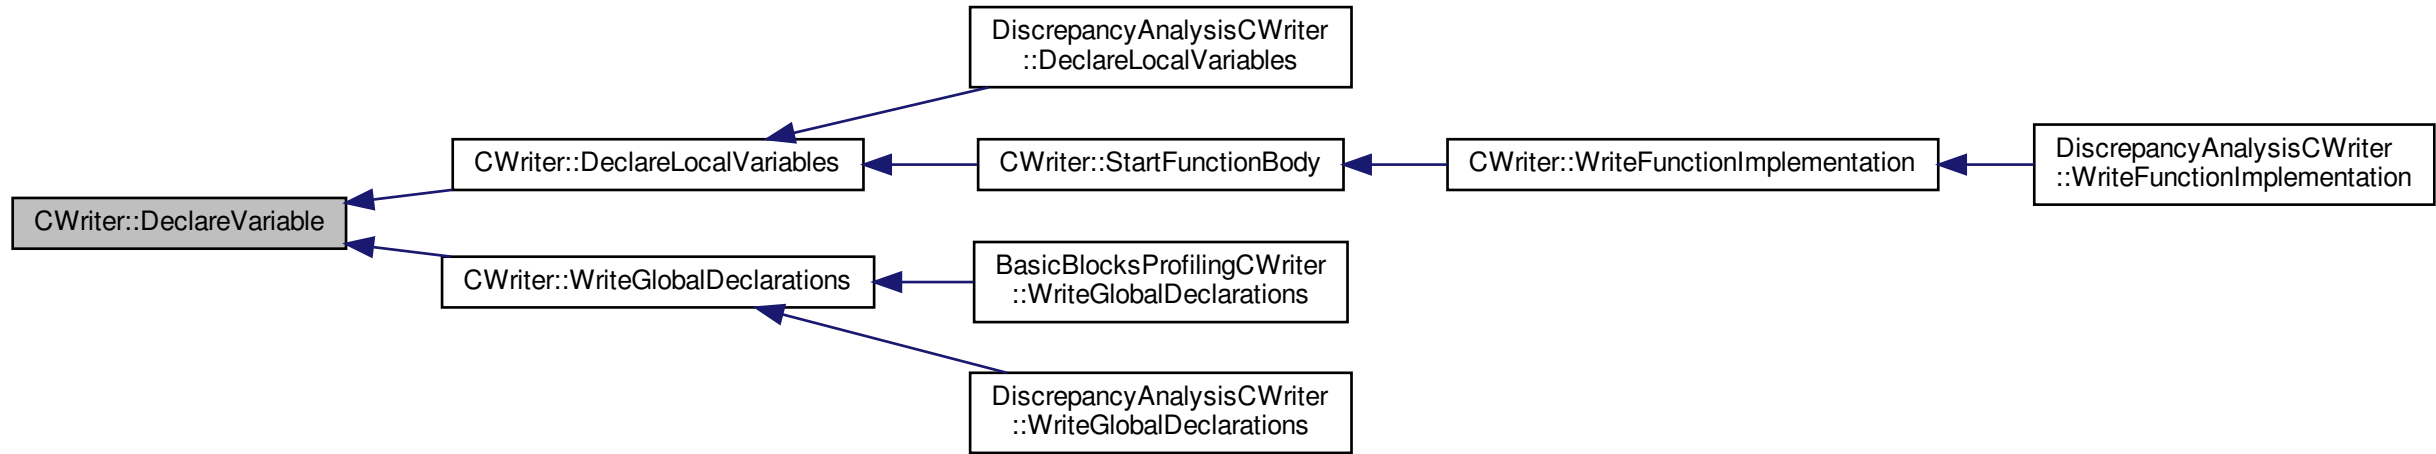 DiscrepancyAnalysisCWriter
::DeclareLocalVariables
CWriter::DeclareLocalVariables
CWriter::StartFunctionBody
CWriter::WriteFunctionImplementation
DiscrepancyAnalysisCWriter
::WriteFunctionImplementation
CWriter::DeclareVariable
CWriter::WriteGlobalDeclarations
BasicBlocksProfilingCWriter
::WriteGlobalDeclarations
DiscrepancyAnalysisCWriter
::WriteGlobalDeclarations